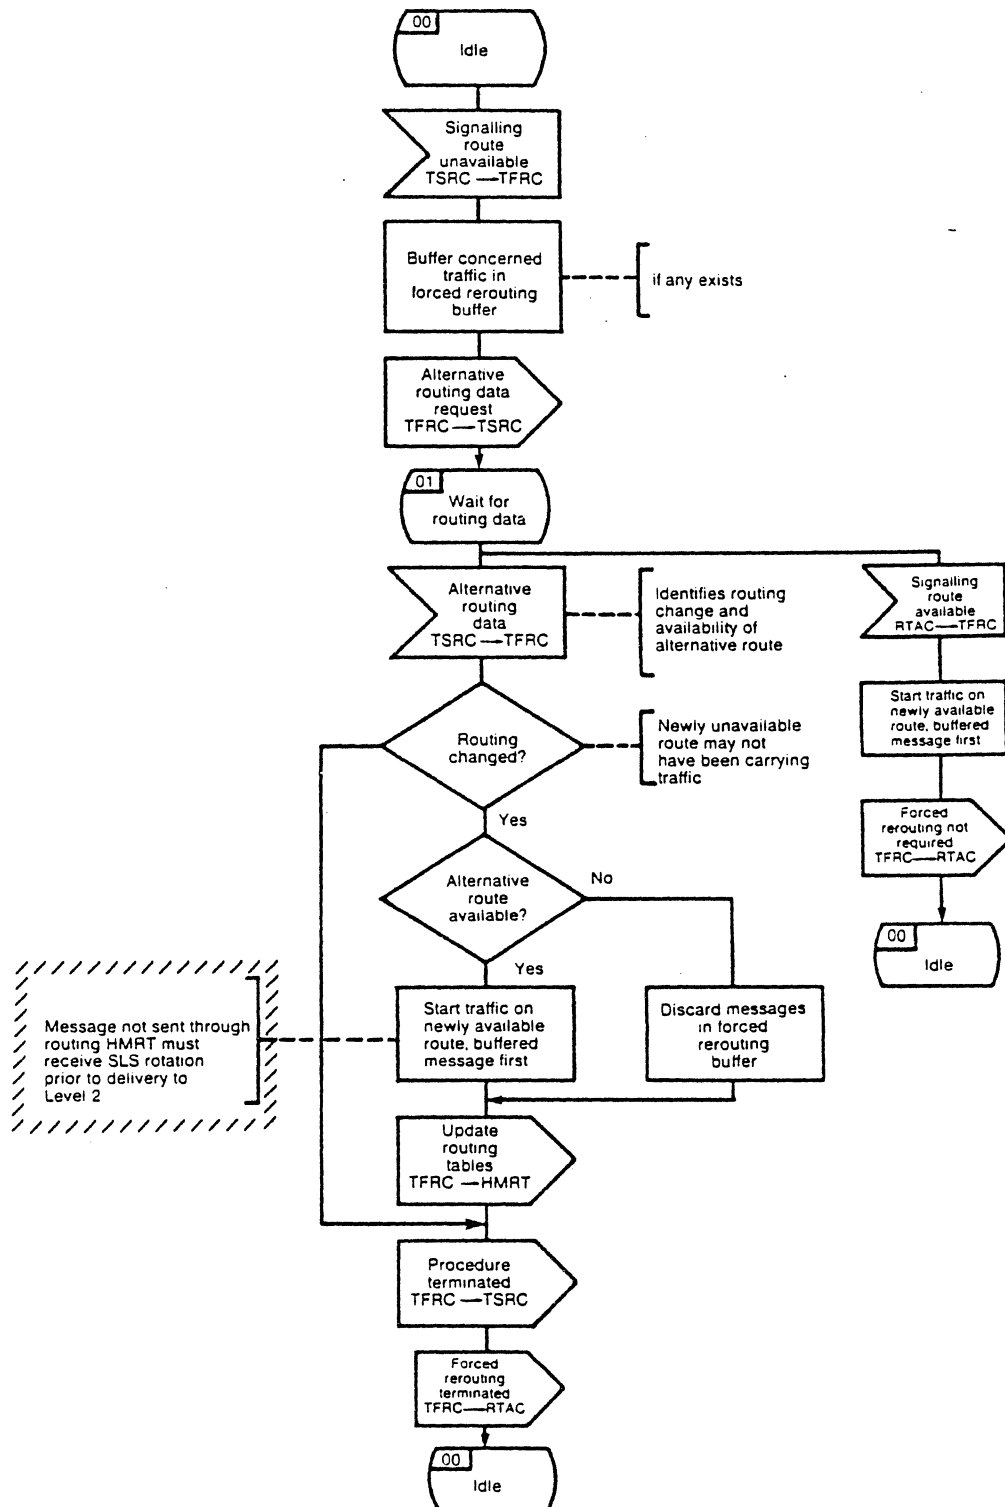 00
Idle
Signalling
route
unavailable
TSRC → TFRC
Buffer concerned
traffic in
forced rerouting
buffer
if any exists
Alternative
routing data
request
TFRC — TSRC
01
Wait for
routing data
Alternative
routing
data
TSRC → TFRC
Identifies routing
change and
availability of
alternative route
Signalling
route
available
RTAC → TFRC
Start traffic on
newly available
route, buffered
message first
Routing
changed?
Newly unavailable
route may not
have been carrying
traffic
Yes
Forced
rerouting not
required
TFRC — RTAC
Alternative
route
available?
No
Yes
00
Idle
Message not sent through
routing HMRT must
receive SLS rotation
prior to delivery to
Level 2
Start traffic on
newly available
route, buffered
message first
Discard messages
in forced
rerouting
buffer
Update
routing
tables
TFRC → HMRT
Procedure
terminated
TFRC — TSRC
Forced
rerouting
terminated
TFRC — RTAC
00
Idle